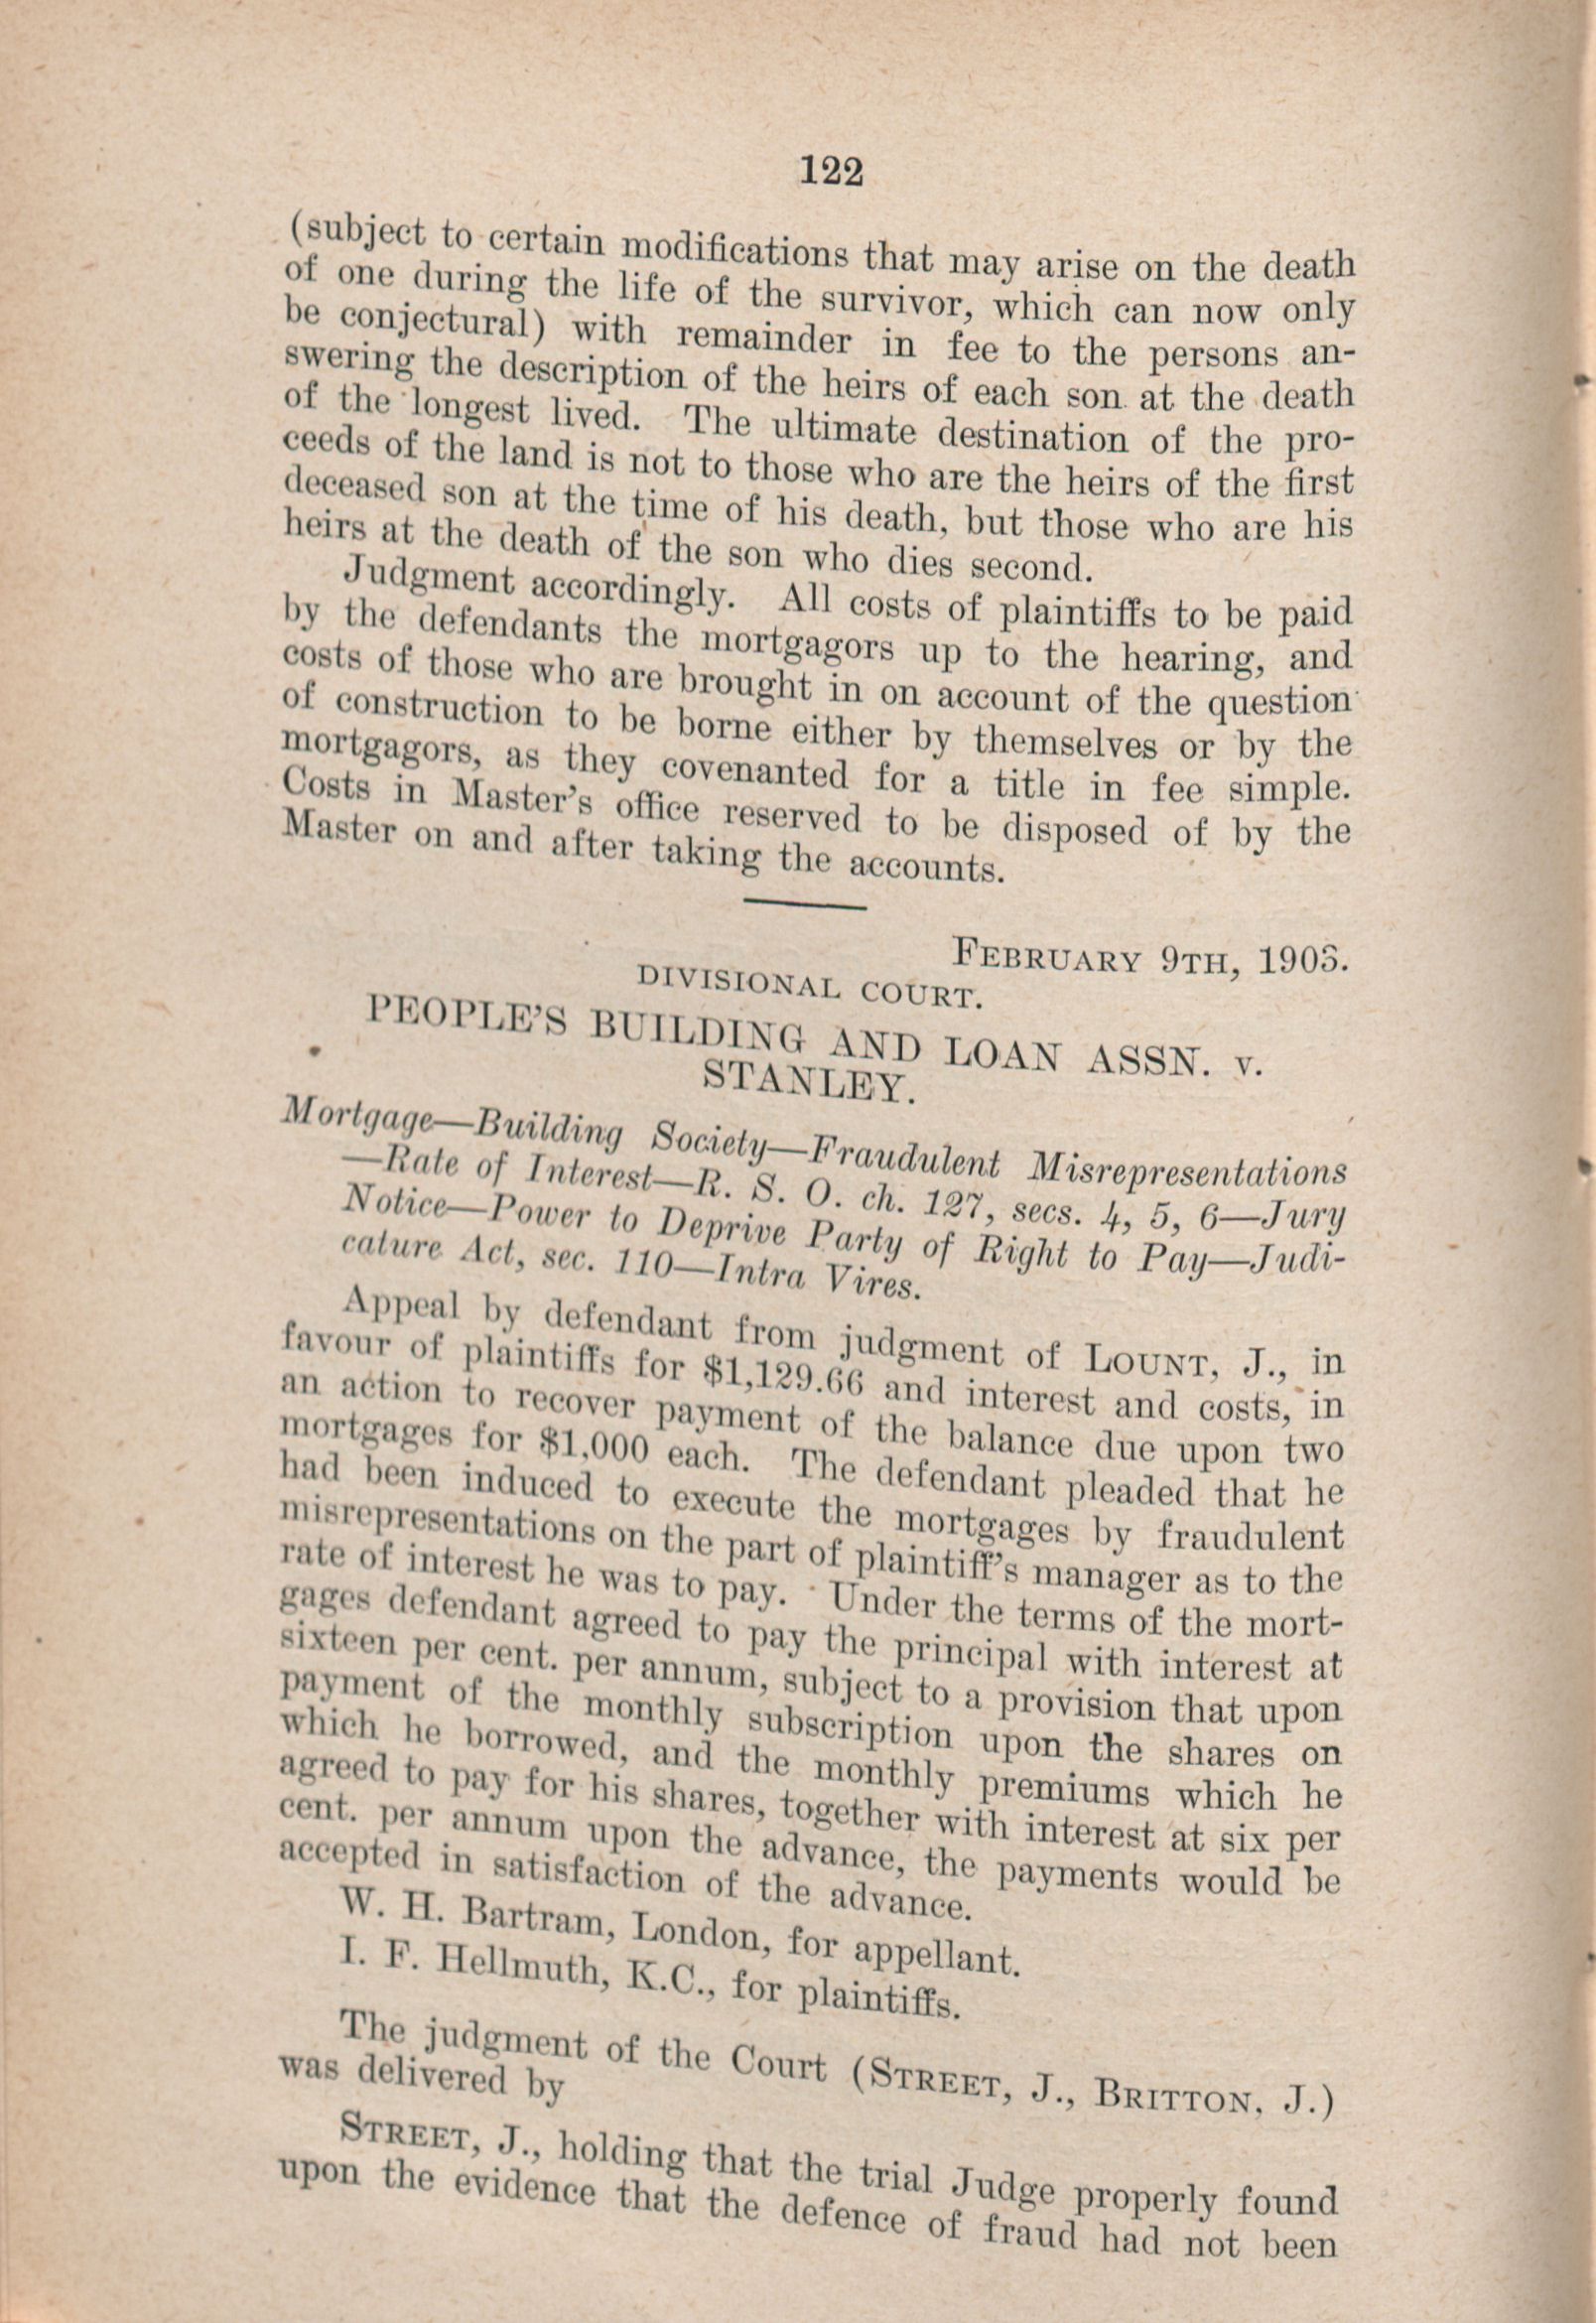 122
(subject to certain modifications that may arise on the death
of one during the life of the survivor, which can now only
be conjectural) with remainder in fee to the persons an-
swering the description of the heirs of each son at the death
of the longest lived. The ultimate destination of the pro-
ceeds of the land is not to those who are the heirs of the first
deceased son at the time of his death, but those who are his
heirs at the death of the son who dies second.
Judgment accordingly. All costs of plaintiffs to be paid
by the defendants the mortgagors up to the hearing, and
costs of those who are brought in on account of the question
of construction to be borne either by themselves or by the
mortgagors, as they covenanted for a title in fee simple.
Costs in Master's office reserved to be disposed of by the
Master on and after taking the accounts.
FEBRUARY 9TH, 1903.
DIVISIONAL COURT.
PEOPLE'S BUILDING AND LOAN ASSN. v.
STANLEY.
Mortgage—Building Society—Fraudulent Misrepresentations
—Rate of Interest—R. S. O. ch. 127, secs. 4, 5, 6—Jury
Notice—Power to Deprive Party of Right to Pay—Judi-
cature Act, sec. 110—Intra Vires.
Appeal by defendant from judgment of LOUNT, J., in
favour of plaintiffs for $1,129.66 and interest and costs, in
an action to recover payment of the balance due upon two
mortgages for $1,000 each. The defendant pleaded that he
had been induced to execute the mortgages by fraudulent
misrepresentations on the part of plaintiff's manager as to the
rate of interest he was to pay. Under the terms of the mort-
gages defendant agreed to pay the principal with interest at
sixteen per cent. per annum, subject to a provision that upon
payment of the monthly subscription upon the shares on
which he borrowed, and the monthly premiums which he
agreed to pay for his shares, together with interest at six per
cent. per annum upon the advance, the payments would be
accepted in satisfaction of the advance.
W. H. Bartram, London, for appellant.
I. F. Hellmuth, K.C., for plaintiffs.
The judgment of the Court (STREET, J., BRITTON, J.)
was delivered by
STREET, J., holding that the trial Judge properly found
upon the evidence that the defence of fraud had not been